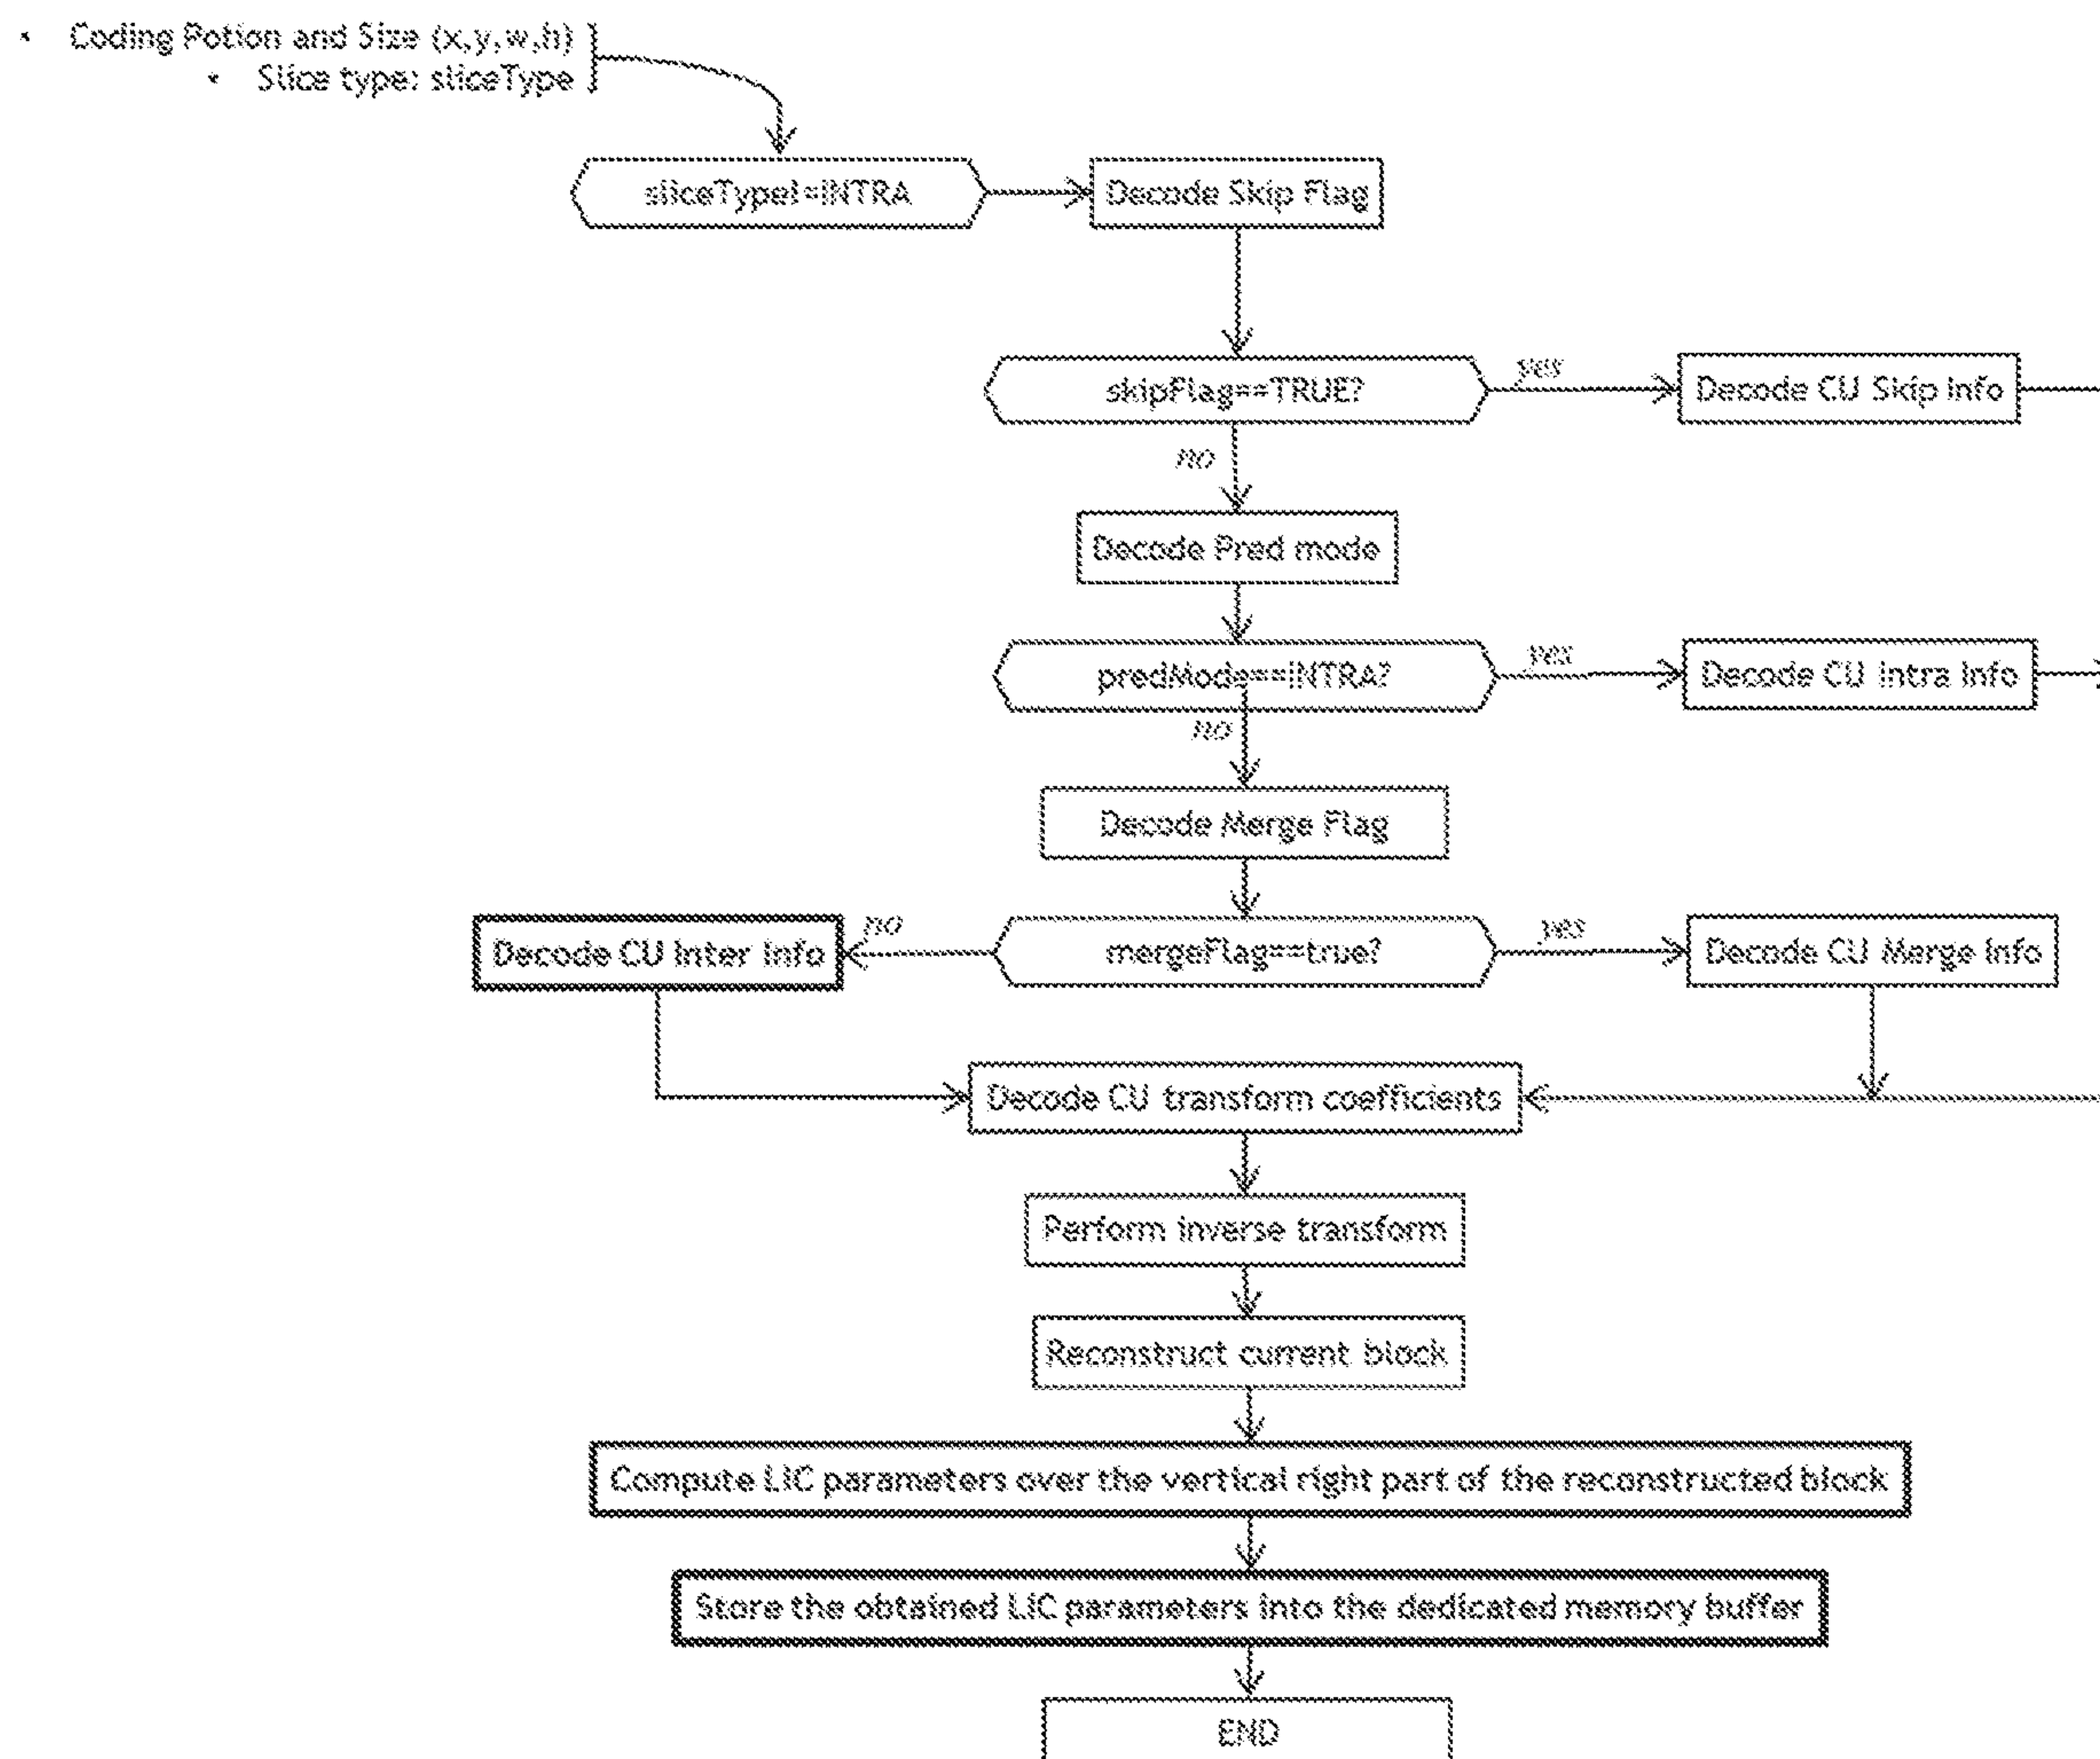 • Coding Potion and Size (x,y,w,h)
• Slice type: sliceType
sliceType!=INTRA
Decode Skip Flag
skipFlag==TRUE?
yes
Decode CU Skip Info
no
Decode Pred mode
predMode==INTRA?
yes
Decode CU Intra Info
no
Decode Merge Flag
Decode CU Inter Info
no
mergeFlag==true?
yes
Decode CU Merge Info
Decode CU transform coefficients
Perform inverse transform
Reconstruct current block
Compute LIC parameters over the vertical right part of the reconstructed block
Store the obtained LIC parameters into the dedicated memory buffer
END